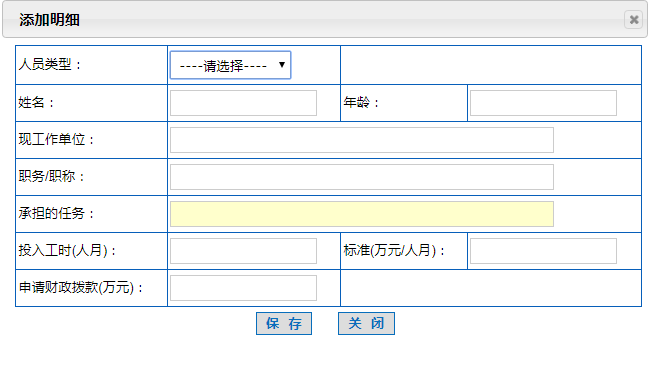 添加明细
人员类型：
----请选择----
姓名：
年龄：
现工作单位：
职务/职称：
承担的任务：
投入工时(人月)：
标准(万元/人月)：
申请财政拨款(万元)：
保 存
关 闭